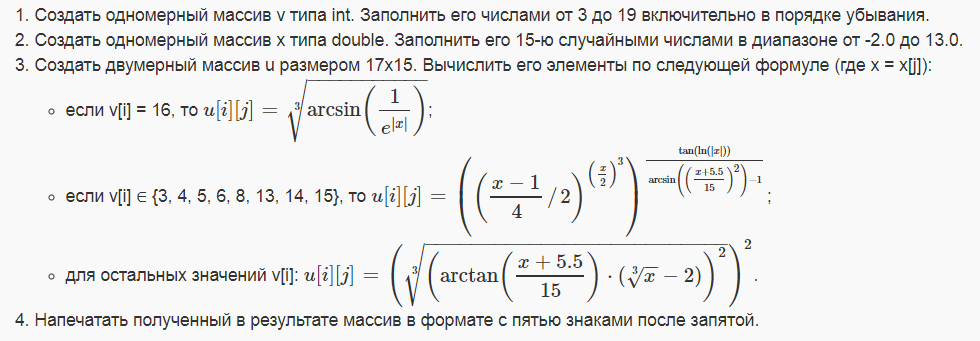 1. Создать одномерный массив v типа int. Заполнить его числами от 3 до 19 включительно в порядке убывания.
2. Создать одномерный массив x типа double. Заполнить его 15-ю случайными числами в диапазоне от -2.0 до 13.0.
3. Создать двумерный массив u размером 17x15. Вычислить его элементы по следующей формуле (где x = x[j]):
если v[i] = 16, то $u[i][j] = \sqrt[3]{\arcsin\left(\frac{1}{e^{|x|}}\right)}$;
если v[i] ∈ {3, 4, 5, 6, 8, 13, 14, 15}, то $u[i][j] = \left(\left(\frac{x-1}{4}/2\right)^{\left(\frac{x}{2}\right)^3}\right)^{\frac{\tan(\ln(|x|))}{\arcsin\left(\left(\frac{x+5.5}{15}\right)^2\right)-1}}$;
для остальных значений v[i]: $u[i][j] = \left(\sqrt[3]{\left(\arctan\left(\frac{x+5.5}{15}\right)\cdot(\sqrt[3]{x}-2)\right)^2}\right)^2$.
4. Напечатать полученный в результате массив в формате с пятью знаками после запятой.